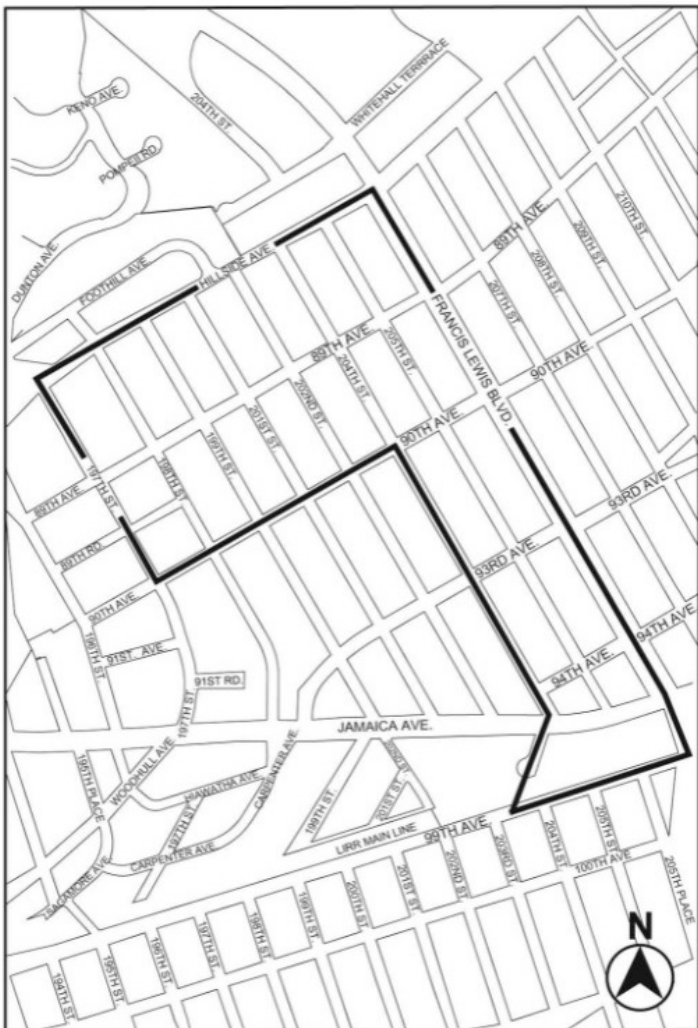 KENO AVE.
204TH ST.
WHITEHALL TERRRACE
POMPEII RD.
DUNTON AVE.
FOOTHILL AVE.
HILLSIDE AVE.
89TH AVE.
210TH ST.
209TH ST.
208TH ST.
207TH ST.
FRANCIS LEWIS BLVD.
89TH AVE.
205TH ST.
204TH ST.
202ND ST.
201ST ST.
199TH ST.
198TH ST.
197TH ST.
90TH AVE.
90TH AVE.
89TH AVE.
89TH RD.
90TH AVE.
93RD AVE.
93RD AVE.
94TH AVE.
94TH AVE.
196TH ST.
91ST. AVE.
91ST RD.
197TH ST.
JAMAICA AVE.
195TH PLACE
WOODHULL AVE.
HIAWATHA AVE.
197TH ST.
CARPENTER AVE.
CARPENTER AVE.
199TH ST.
201ST ST.
LIRR MAIN LINE
99TH AVE.
SAGAMORE AVE.
205TH ST.
204TH ST.
203RD ST.
202ND ST.
201ST ST.
200TH ST.
199TH ST.
198TH ST.
197TH ST.
196TH ST.
195TH ST.
194TH ST.
100TH AVE
205TH PLACE
N